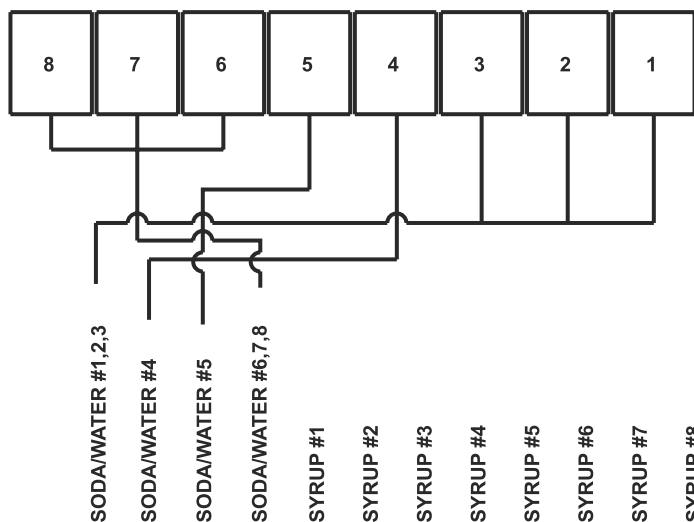 8
7
6
5
4
3
2
1
SODA/WATER #1,2,3
SODA/WATER #4
SODA/WATER #5
SODA/WATER #6,7,8
SYRUP #1
SYRUP #2
SYRUP #3
SYRUP #4
SYRUP #5
SYRUP #6
SYRUP #7
SYRUP #8